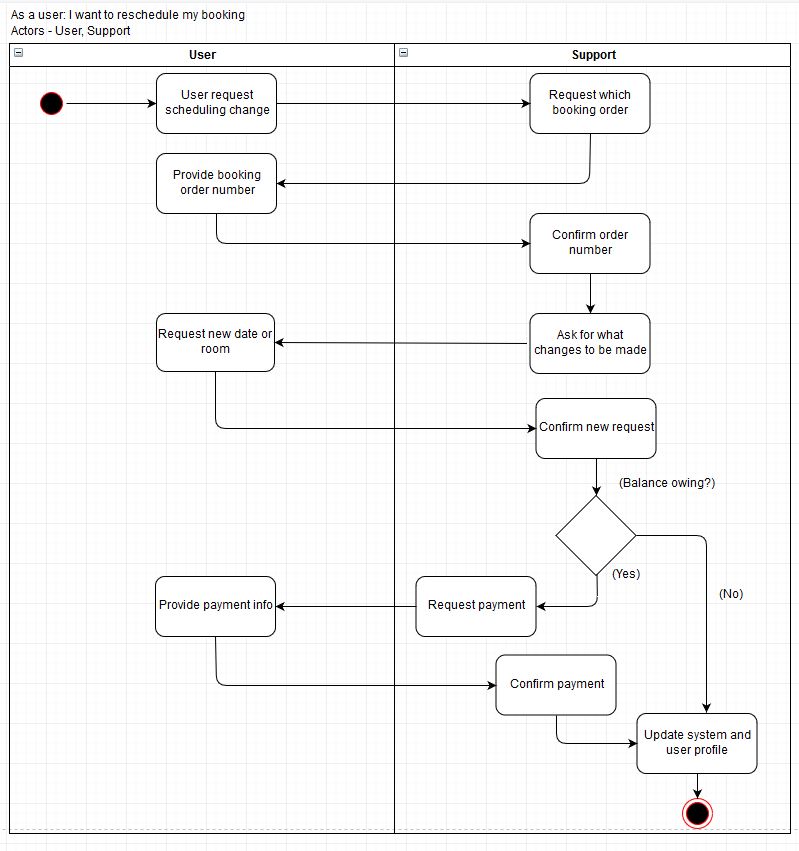 As a user: I want to reschedule my booking
Actors - User, Support
User
Support
User request
scheduling change
Request which
booking order
Provide booking
order number
Confirm order
number
Request new date or
room
Ask for what
changes to be made
Confirm new request
(Balance owing?)
(Yes)
(No)
Provide payment info
Request payment
Confirm payment
Update system and
user profile